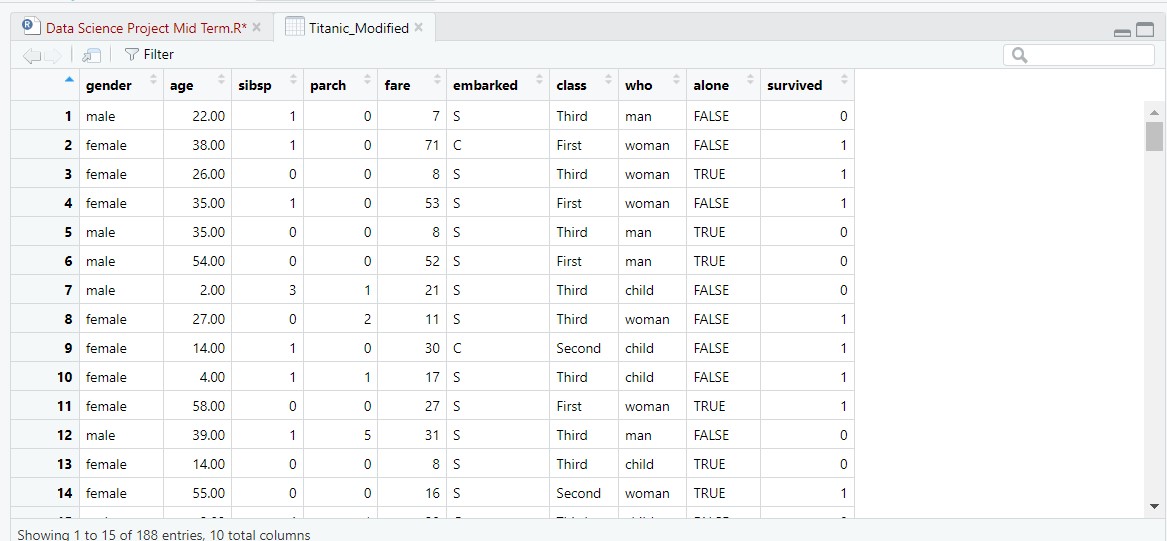 Data Science Project Mid Term.R* Titanic_Modified
Filter
gender age sibsp parch fare embarked class who alone survived
1 male 22.00 1 0 7 S Third man FALSE 0
2 female 38.00 1 0 71 C First woman FALSE 1
3 female 26.00 0 0 8 S Third woman TRUE 1
4 female 35.00 1 0 53 S First woman FALSE 1
5 male 35.00 0 0 8 S Third man TRUE 0
6 male 54.00 0 0 52 S First man TRUE 0
7 male 2.00 3 1 21 S Third child FALSE 0
8 female 27.00 0 2 11 S Third woman FALSE 1
9 female 14.00 1 0 30 C Second child FALSE 1
10 female 4.00 1 1 17 S Third child FALSE 1
11 female 58.00 0 0 27 S First woman TRUE 1
12 male 39.00 1 5 31 S Third man FALSE 0
13 female 14.00 0 0 8 S Third child TRUE 0
14 female 55.00 0 0 16 S Second woman TRUE 1
Showing 1 to 15 of 188 entries, 10 total columns